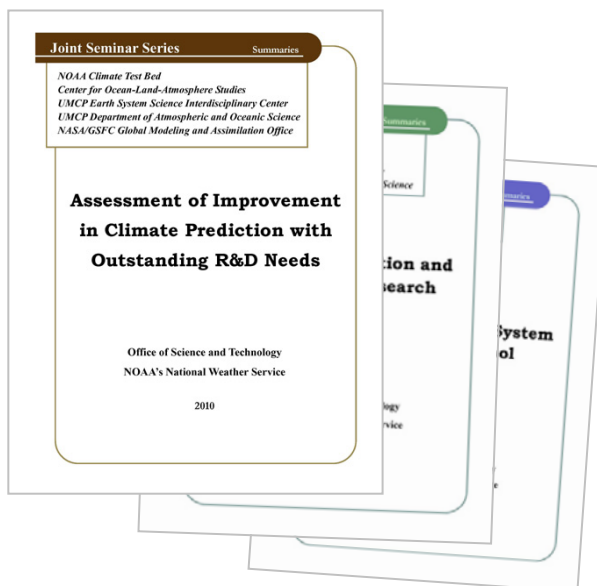 Joint Seminar Series Summaries
NOAA Climate Test Bed
Center for Ocean-Land-Atmosphere Studies
UMCP Earth System Science Interdisciplinary Center
UMCP Department of Atmospheric and Oceanic Science
NASA/GSFC Global Modeling and Assimilation Office
Assessment of Improvement
in Climate Prediction with
Outstanding R&D Needs
Office of Science and Technology
NOAA's National Weather Service
2010
Summaries
Science
tion and
search
ogy
rvice
maries
System
ol
y
e